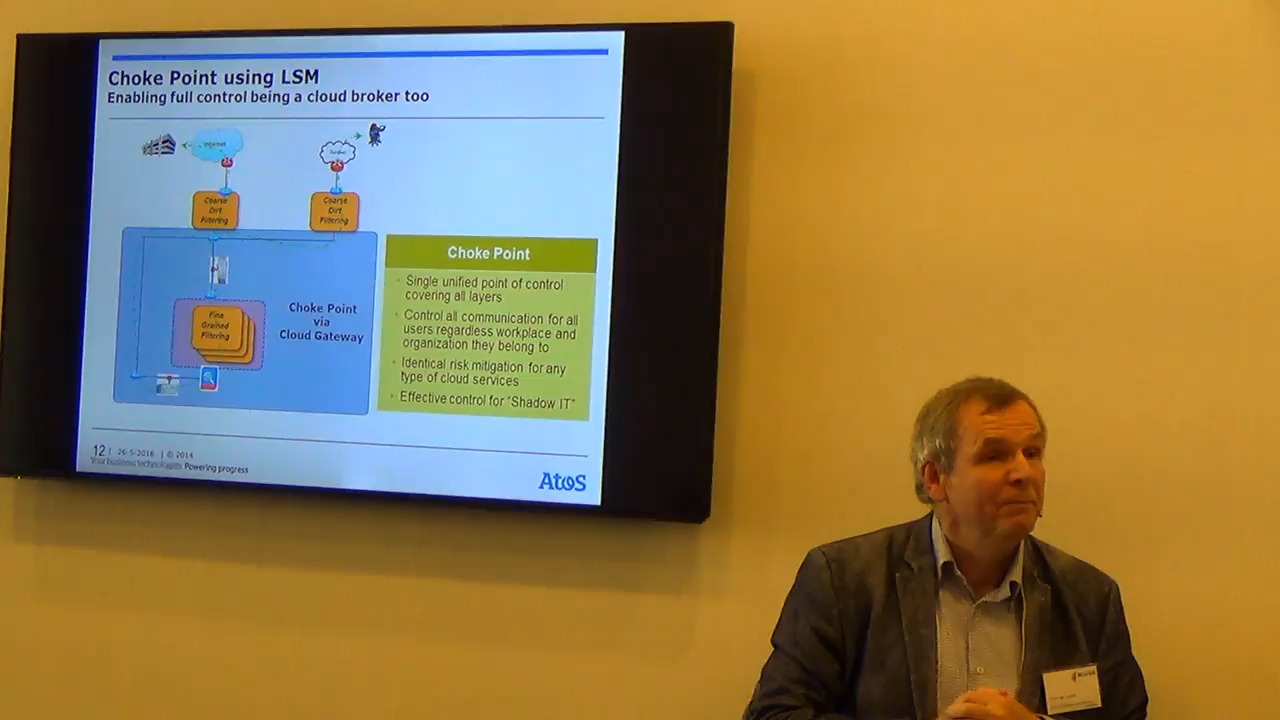 Choke Point using LSM
Enabling full control being a cloud broker too
Internet
Coarse
Dirt
Filtering
Coarse
Dirt
Filtering
Fine
Grained
Filtering
Choke Point
via
Cloud Gateway
Choke Point
Single unified point of control
covering all layers
Control all communication for all
users regardless workplace and
organization they belong to
Identical risk mitigation for any
type of cloud services
Effective control for "Shadow IT"
12 | 26-5-2016 | © 2014
Your business technologists. Powering progress
Atos